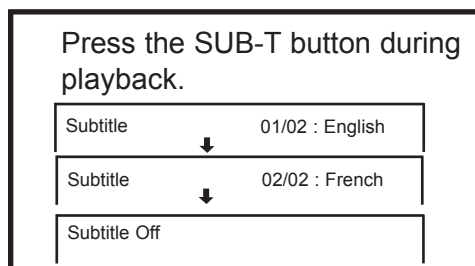 Press the SUB-T button during
playback.
Subtitle 01/02 : English
Subtitle 02/02 : French
Subtitle Off